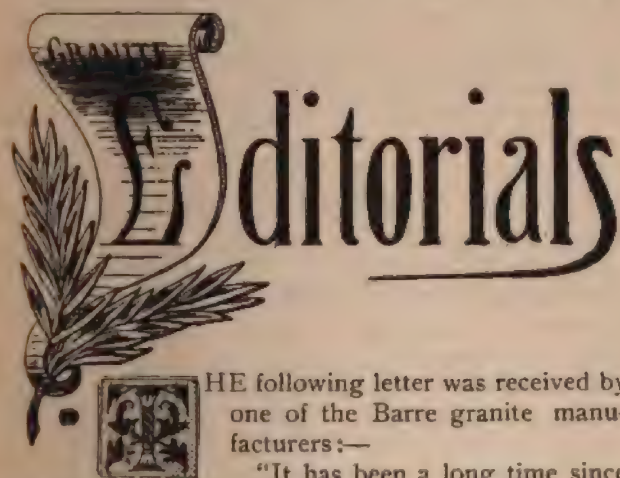 GRANITE
Editorials
THE following letter was received by
one of the Barre granite manu-
facturers:—
"It has been a long time since